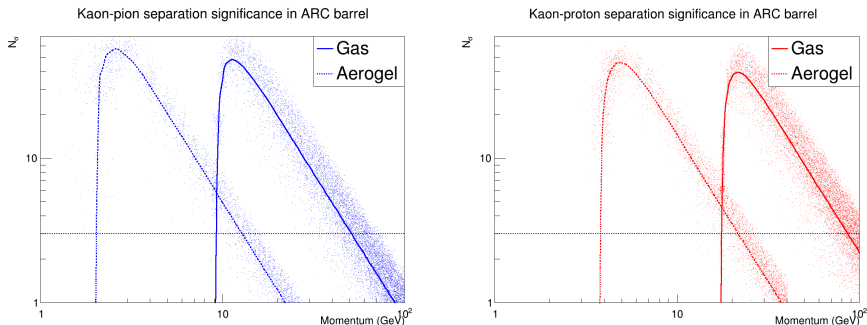 Kaon-pion separation significance in ARC barrel
Nσ
Gas
Aerogel
10
1
1
10
10²
Momentum (GeV)
Kaon-proton separation significance in ARC barrel
Nσ
Gas
Aerogel
10
1
1
10
10²
Momentum (GeV)